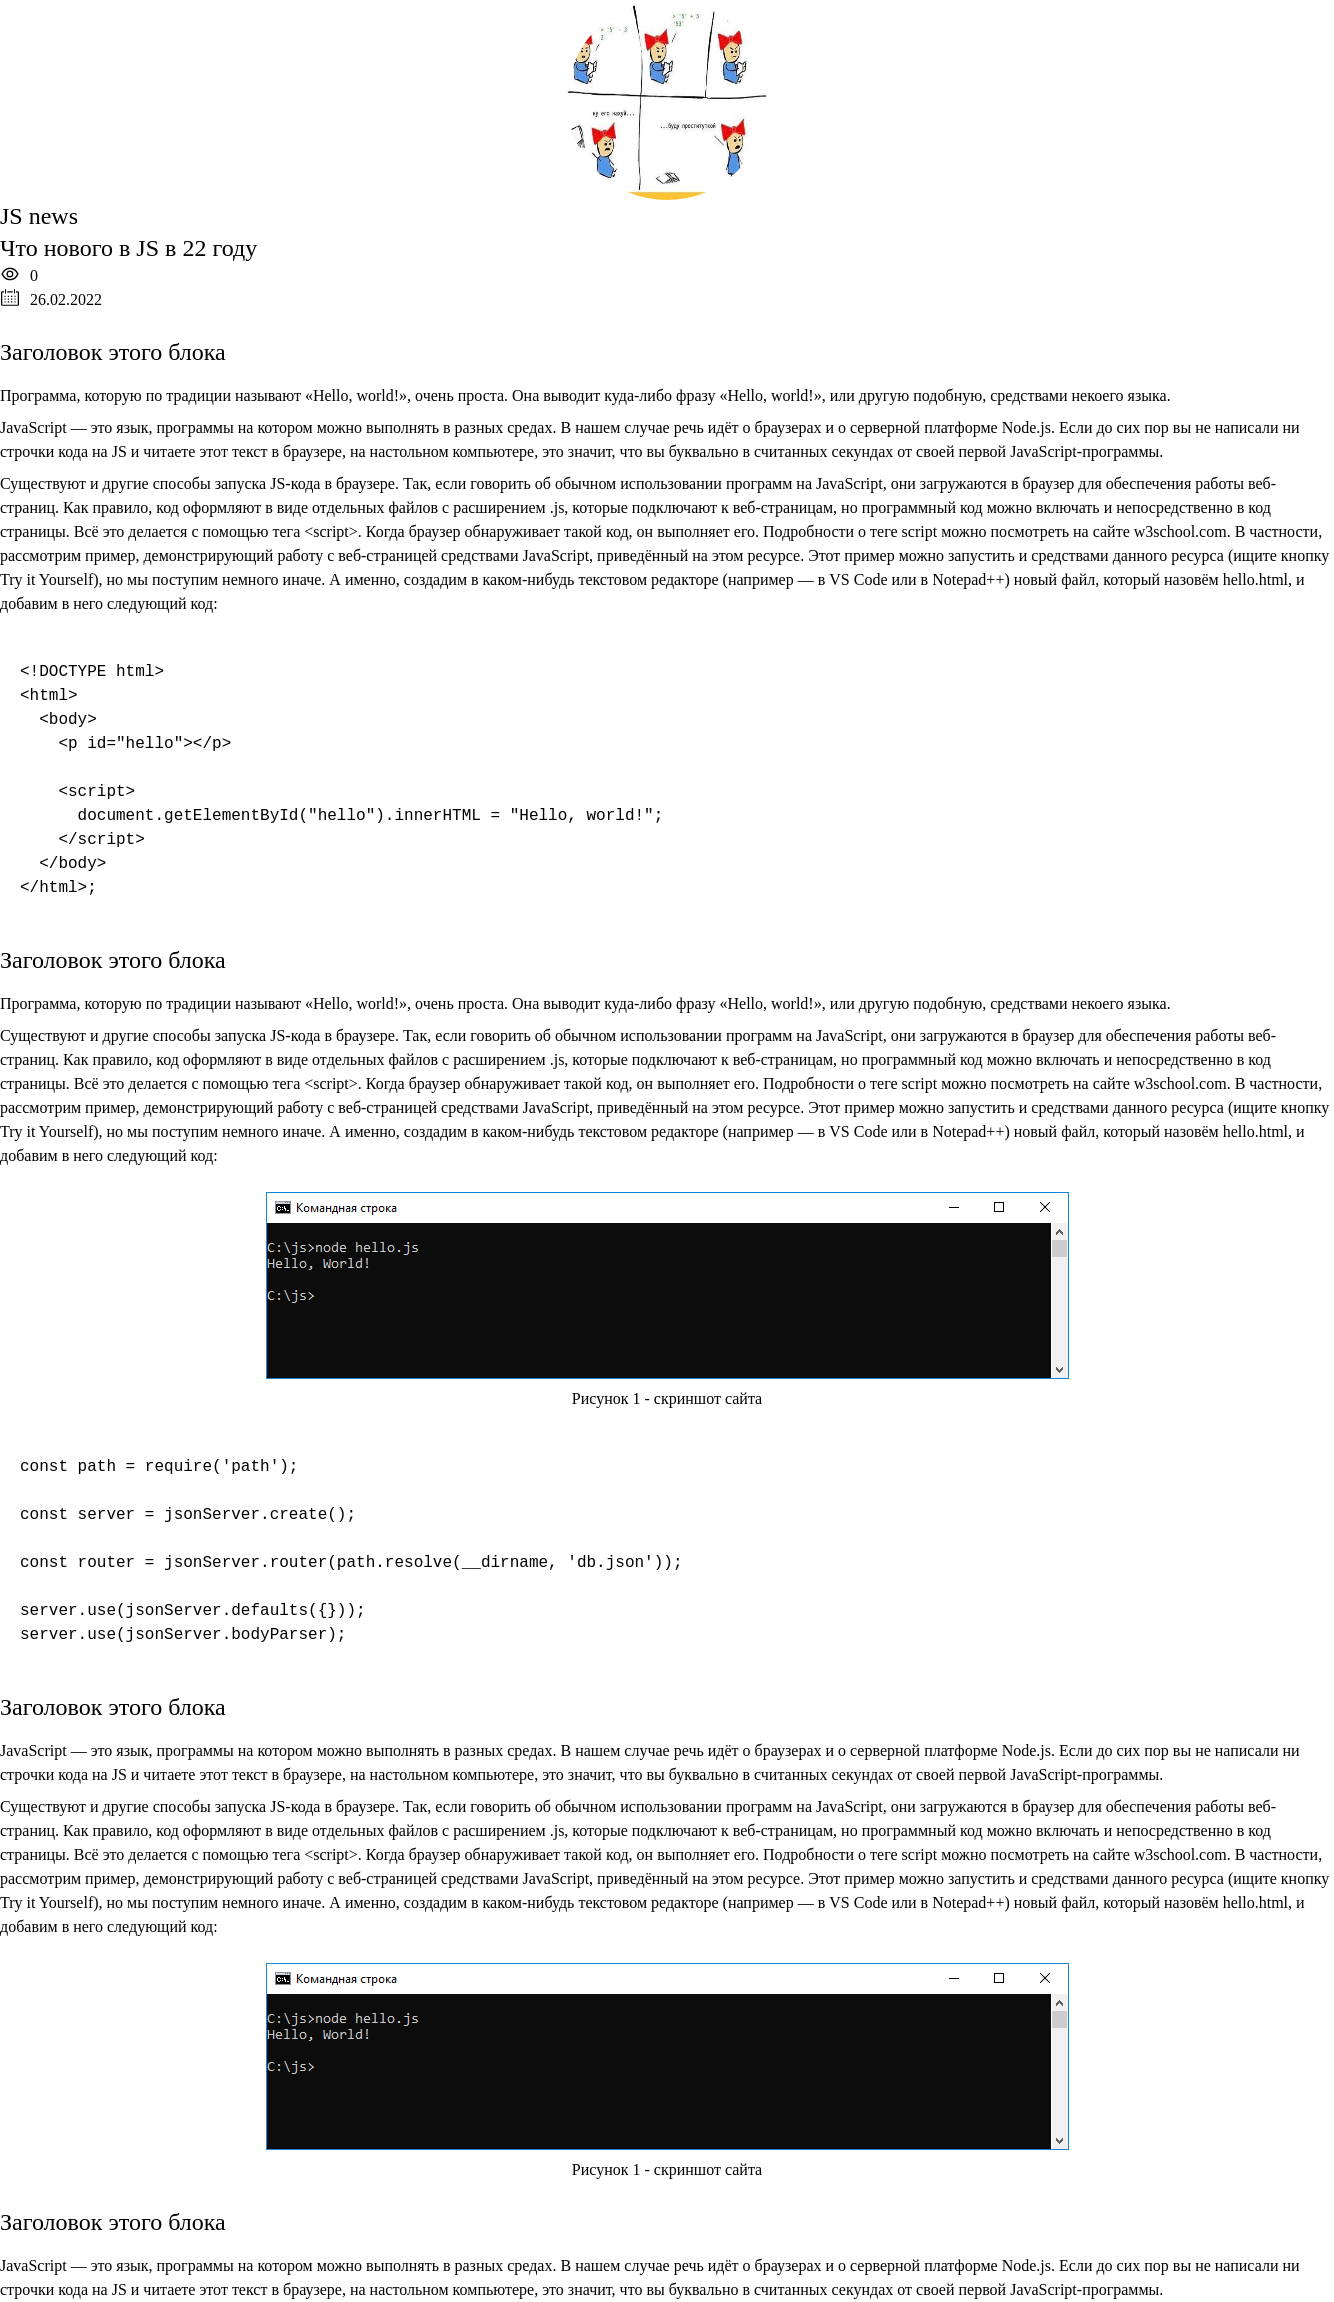 > '5' - 3
2
> '5' + 3
'53'
ну его нахуй...
...буду проституткой
JS news
Что нового в JS в 22 году
0
26.02.2022
Заголовок этого блока
Программа, которую по традиции называют «Hello, world!», очень проста. Она выводит куда-либо фразу «Hello, world!», или другую подобную, средствами некоего языка.
JavaScript — это язык, программы на котором можно выполнять в разных средах. В нашем случае речь идёт о браузерах и о серверной платформе Node.js. Если до сих пор вы не написали ни
строчки кода на JS и читаете этот текст в браузере, на настольном компьютере, это значит, что вы буквально в считанных секундах от своей первой JavaScript-программы.
Существуют и другие способы запуска JS-кода в браузере. Так, если говорить об обычном использовании программ на JavaScript, они загружаются в браузер для обеспечения работы веб-
страниц. Как правило, код оформляют в виде отдельных файлов с расширением .js, которые подключают к веб-страницам, но программный код можно включать и непосредственно в код
страницы. Всё это делается с помощью тега <script>. Когда браузер обнаруживает такой код, он выполняет его. Подробности о теге script можно посмотреть на сайте w3school.com. В частности,
рассмотрим пример, демонстрирующий работу с веб-страницей средствами JavaScript, приведённый на этом ресурсе. Этот пример можно запустить и средствами данного ресурса (ищите кнопку
Try it Yourself), но мы поступим немного иначе. А именно, создадим в каком-нибудь текстовом редакторе (например — в VS Code или в Notepad++) новый файл, который назовём hello.html, и
добавим в него следующий код:
<!DOCTYPE html>
<html>
  <body>
    <p id="hello"></p>
    <script>
      document.getElementById("hello").innerHTML = "Hello, world!";
    </script>
  </body>
</html>;
Заголовок этого блока
Программа, которую по традиции называют «Hello, world!», очень проста. Она выводит куда-либо фразу «Hello, world!», или другую подобную, средствами некоего языка.
Существуют и другие способы запуска JS-кода в браузере. Так, если говорить об обычном использовании программ на JavaScript, они загружаются в браузер для обеспечения работы веб-
страниц. Как правило, код оформляют в виде отдельных файлов с расширением .js, которые подключают к веб-страницам, но программный код можно включать и непосредственно в код
страницы. Всё это делается с помощью тега <script>. Когда браузер обнаруживает такой код, он выполняет его. Подробности о теге script можно посмотреть на сайте w3school.com. В частности,
рассмотрим пример, демонстрирующий работу с веб-страницей средствами JavaScript, приведённый на этом ресурсе. Этот пример можно запустить и средствами данного ресурса (ищите кнопку
Try it Yourself), но мы поступим немного иначе. А именно, создадим в каком-нибудь текстовом редакторе (например — в VS Code или в Notepad++) новый файл, который назовём hello.html, и
добавим в него следующий код:
Командная строка
C:\js>node hello.js
Hello, World!
C:\js>
Рисунок 1 - скриншот сайта
const path = require('path');
const server = jsonServer.create();
const router = jsonServer.router(path.resolve(__dirname, 'db.json'));
server.use(jsonServer.defaults({}));
server.use(jsonServer.bodyParser);
Заголовок этого блока
JavaScript — это язык, программы на котором можно выполнять в разных средах. В нашем случае речь идёт о браузерах и о серверной платформе Node.js. Если до сих пор вы не написали ни
строчки кода на JS и читаете этот текст в браузере, на настольном компьютере, это значит, что вы буквально в считанных секундах от своей первой JavaScript-программы.
Существуют и другие способы запуска JS-кода в браузере. Так, если говорить об обычном использовании программ на JavaScript, они загружаются в браузер для обеспечения работы веб-
страниц. Как правило, код оформляют в виде отдельных файлов с расширением .js, которые подключают к веб-страницам, но программный код можно включать и непосредственно в код
страницы. Всё это делается с помощью тега <script>. Когда браузер обнаруживает такой код, он выполняет его. Подробности о теге script можно посмотреть на сайте w3school.com. В частности,
рассмотрим пример, демонстрирующий работу с веб-страницей средствами JavaScript, приведённый на этом ресурсе. Этот пример можно запустить и средствами данного ресурса (ищите кнопку
Try it Yourself), но мы поступим немного иначе. А именно, создадим в каком-нибудь текстовом редакторе (например — в VS Code или в Notepad++) новый файл, который назовём hello.html, и
добавим в него следующий код:
Командная строка
C:\js>node hello.js
Hello, World!
C:\js>
Рисунок 1 - скриншот сайта
Заголовок этого блока
JavaScript — это язык, программы на котором можно выполнять в разных средах. В нашем случае речь идёт о браузерах и о серверной платформе Node.js. Если до сих пор вы не написали ни
строчки кода на JS и читаете этот текст в браузере, на настольном компьютере, это значит, что вы буквально в считанных секундах от своей первой JavaScript-программы.